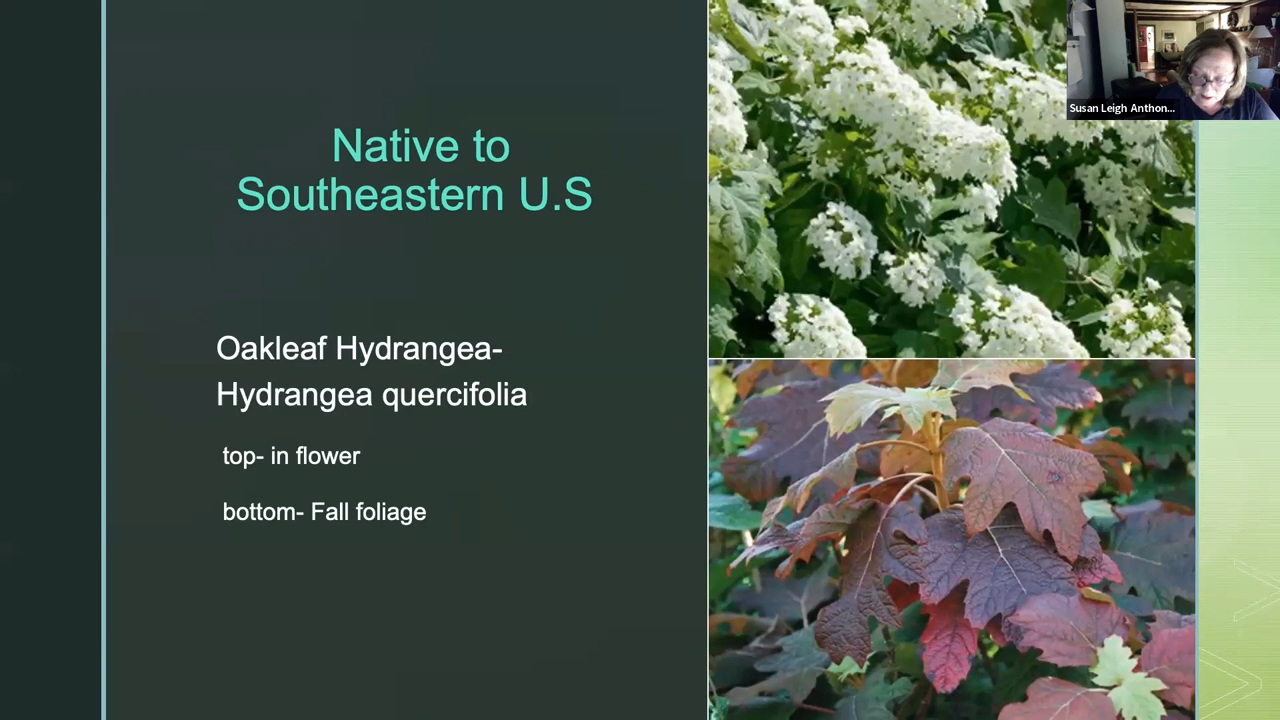 Native to
Southeastern U.S
Oakleaf Hydrangea-
Hydrangea quercifolia
top- in flower
bottom- Fall foliage
Susan Leigh Anthon...